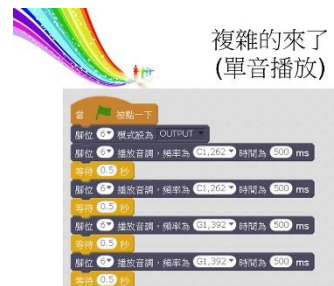 複雜的來了
(單音播放)
當 被點一下
腳位 6 模式設為 OUTPUT
腳位 6 播放音調，頻率為 C1,262 時間為 500 ms
等待 0.5 秒
腳位 6 播放音調，頻率為 C1,262 時間為 500 ms
等待 0.5 秒
腳位 6 播放音調，頻率為 G1,392 時間為 500 ms
等待 0.5 秒
腳位 6 播放音調，頻率為 G1,392 時間為 500 ms
等待 0.5 秒